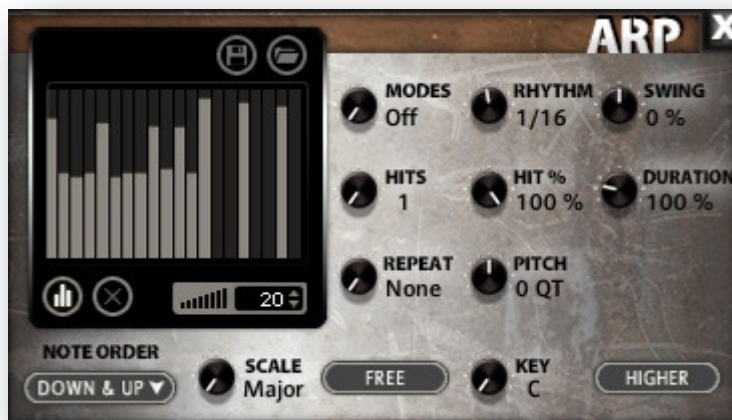 ARP X
MODES Off
RHYTHM 1/16
SWING 0 %
HITS 1
HIT % 100 %
DURATION 100 %
REPEAT None
PITCH 0 QT
20
NOTE ORDER
DOWN & UP
SCALE Major
FREE
KEY C
HIGHER